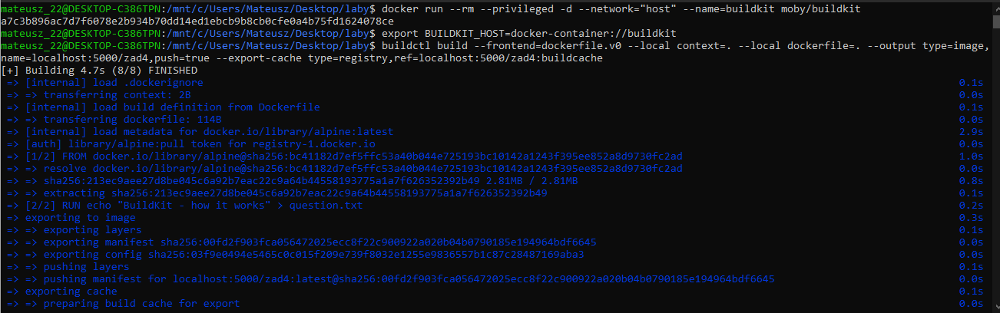 mateusz_22@DESKTOP-C386TPN:/mnt/c/Users/Mateusz/Desktop/laby$ docker run --rm --privileged -d --network="host" --name=buildkit moby/buildkit
a7c3b896ac7d7f6078e2b934b70dd14ed1ebcb9b8cb0cfe0a4b75fd1624078ce
mateusz_22@DESKTOP-C386TPN:/mnt/c/Users/Mateusz/Desktop/laby$ export BUILDKIT_HOST=docker-container://buildkit
mateusz_22@DESKTOP-C386TPN:/mnt/c/Users/Mateusz/Desktop/laby$ buildctl build --frontend=dockerfile.v0 --local context=. --local dockerfile=. --output type=image,
name=localhost:5000/zad4,push=true --export-cache type=registry,ref=localhost:5000/zad4:buildcache
[+] Building 4.7s (8/8) FINISHED
=> [internal] load .dockerignore 0.1s
=> => transferring context: 2B 0.0s
=> [internal] load build definition from Dockerfile 0.1s
=> => transferring dockerfile: 114B 0.0s
=> [internal] load metadata for docker.io/library/alpine:latest 2.9s
=> [auth] library/alpine:pull token for registry-1.docker.io 0.0s
=> [1/2] FROM docker.io/library/alpine@sha256:bc41182d7ef5ffc53a40b044e725193bc10142a1243f395ee852a8d9730fc2ad 1.0s
=> => resolve docker.io/library/alpine@sha256:bc41182d7ef5ffc53a40b044e725193bc10142a1243f395ee852a8d9730fc2ad 0.0s
=> => sha256:213ec9aee27d8be045c6a92b7eac22c9a64b44558193775a1a7f626352392b49 2.81MB / 2.81MB 0.8s
=> => extracting sha256:213ec9aee27d8be045c6a92b7eac22c9a64b44558193775a1a7f626352392b49 0.1s
=> [2/2] RUN echo "BuildKit - how it works" > question.txt 0.2s
=> exporting to image 0.3s
=> => exporting layers 0.1s
=> => exporting manifest sha256:00fd2f903fca056472025ecc8f22c900922a020b04b0790185e194964bdf6645 0.0s
=> => exporting config sha256:03f9e0494e5465c0c015f209e739f8032e1255e9836557b1c87c28487169aba3 0.0s
=> => pushing layers 0.1s
=> => pushing manifest for localhost:5000/zad4:latest@sha256:00fd2f903fca056472025ecc8f22c900922a020b04b0790185e194964bdf6645 0.0s
=> exporting cache 0.1s
=> => preparing build cache for export 0.0s